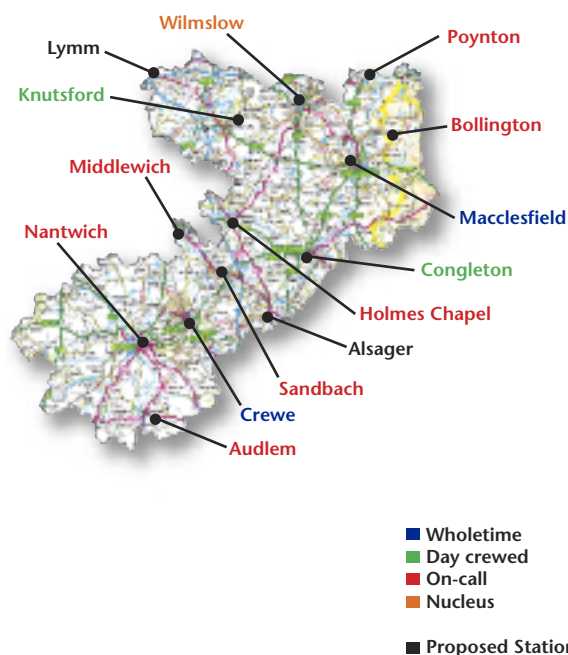 Wilmslow
Lymm
Poynton
Knutsford
Bollington
Middlewich
Macclesfield
Nantwich
Congleton
Holmes Chapel
Alsager
Sandbach
Crewe
Audlem
Wholetime
Day crewed
On-call
Nucleus
Proposed Station